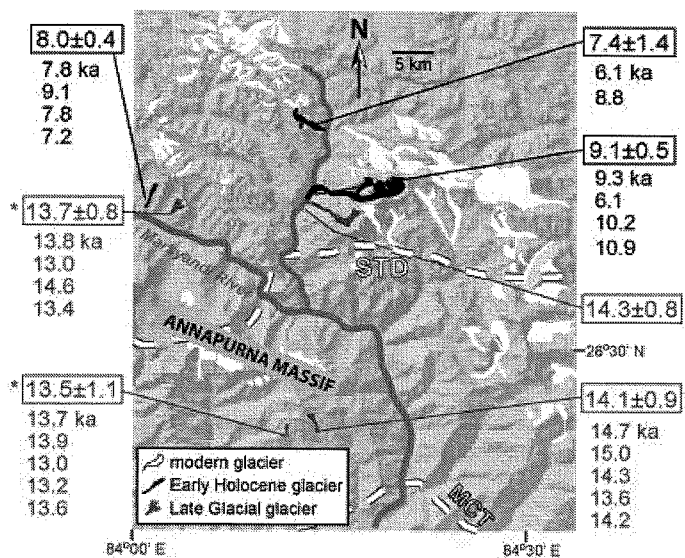 8.0±0.4
7.8 ka
9.1
7.8
7.2
* 13.7±0.8
13.8 ka
13.0
14.6
13.4
* 13.5±1.1
13.7 ka
13.9
13.0
13.2
13.6
N
5 km
Marsyandi River
STD
ANNAPURNA MASSIF
MCT
modern glacier
Early Holocene glacier
Late Glacial glacier
7.4±1.4
6.1 ka
8.8
9.1±0.5
9.3 ka
6.1
10.2
10.9
14.3±0.8
28°30' N
14.1±0.9
14.7 ka
15.0
14.3
13.6
14.2
84°00' E
84°30' E